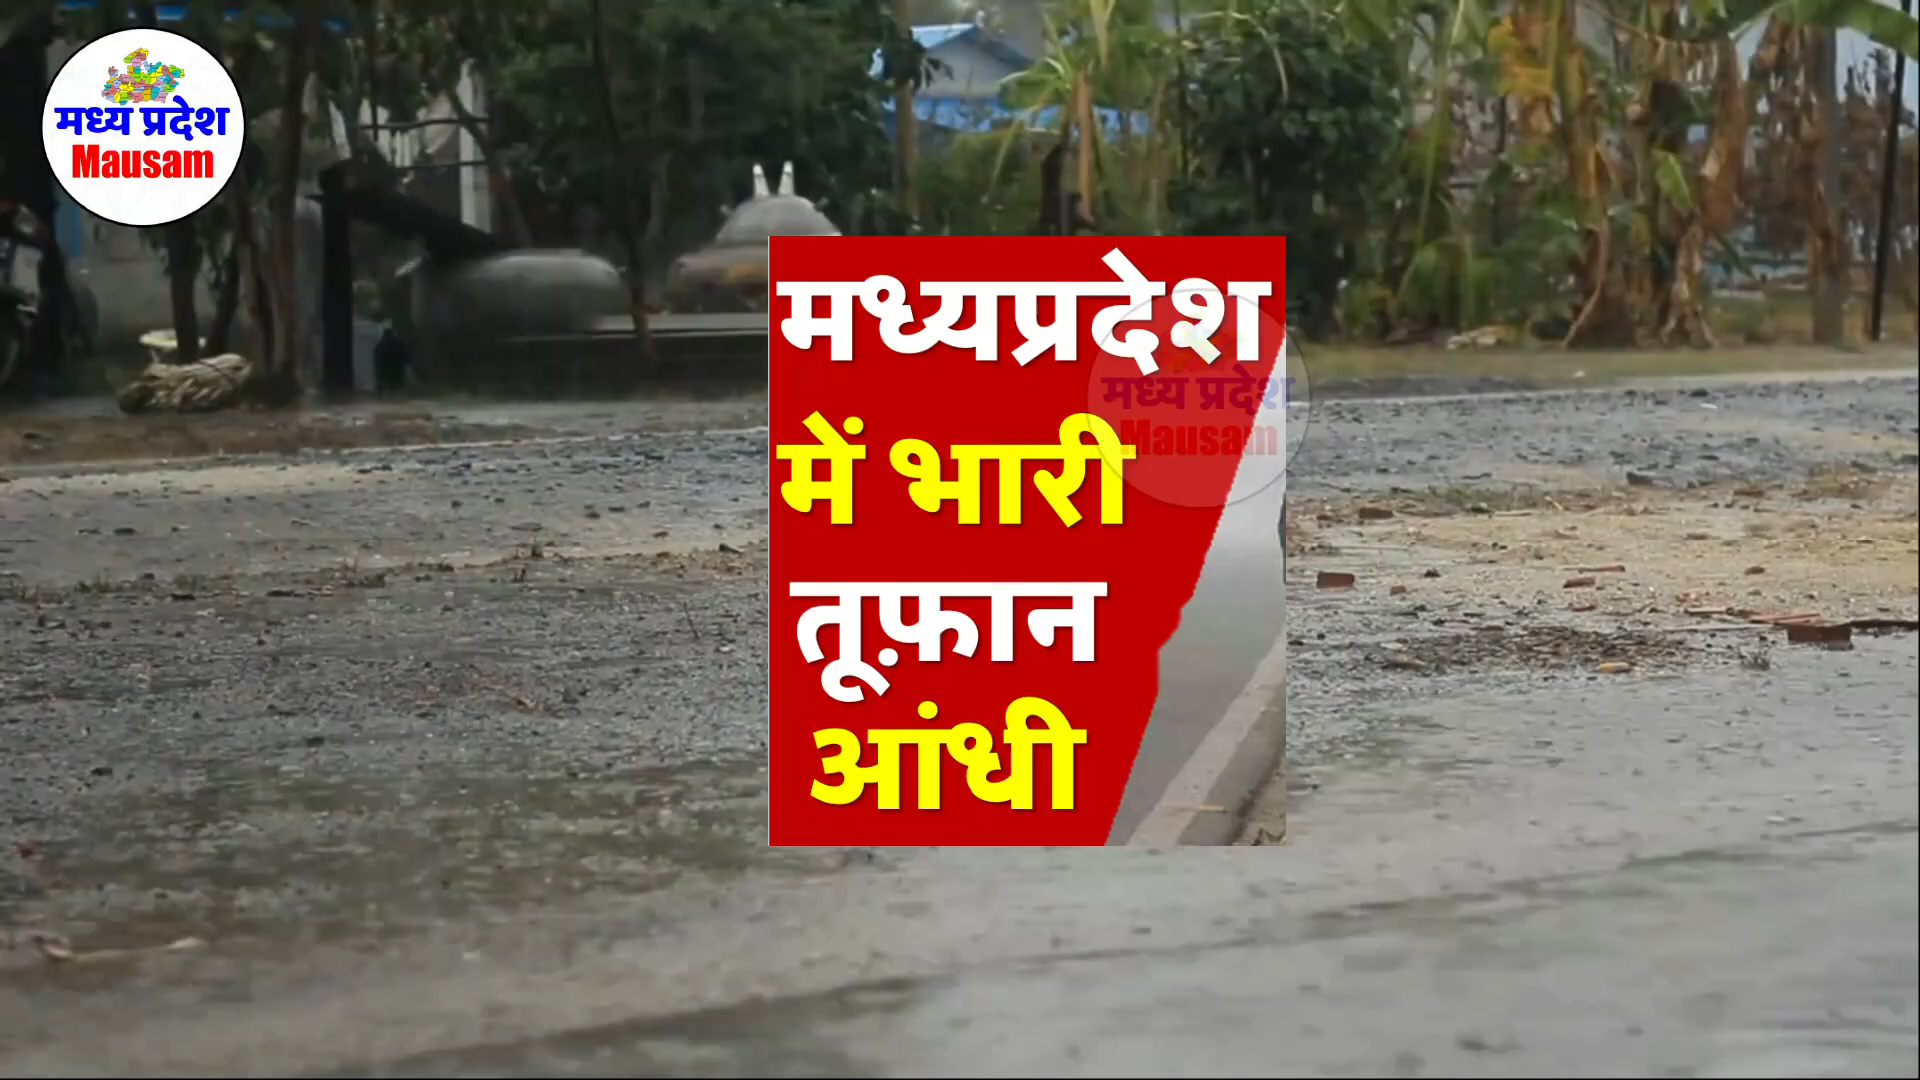 मध्य प्रदेश
Mausam
मध्यप्रदेश
में भारी
तूफ़ान
आंधी
मध्य प्रदेश
Mausam